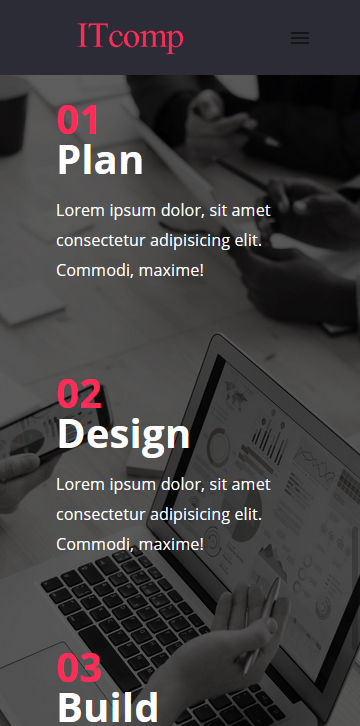 ITcomp
01
Plan
Lorem ipsum dolor, sit amet
consectetur adipisicing elit.
Commodi, maxime!
02
Design
Lorem ipsum dolor, sit amet
consectetur adipisicing elit.
Commodi, maxime!
03
Build